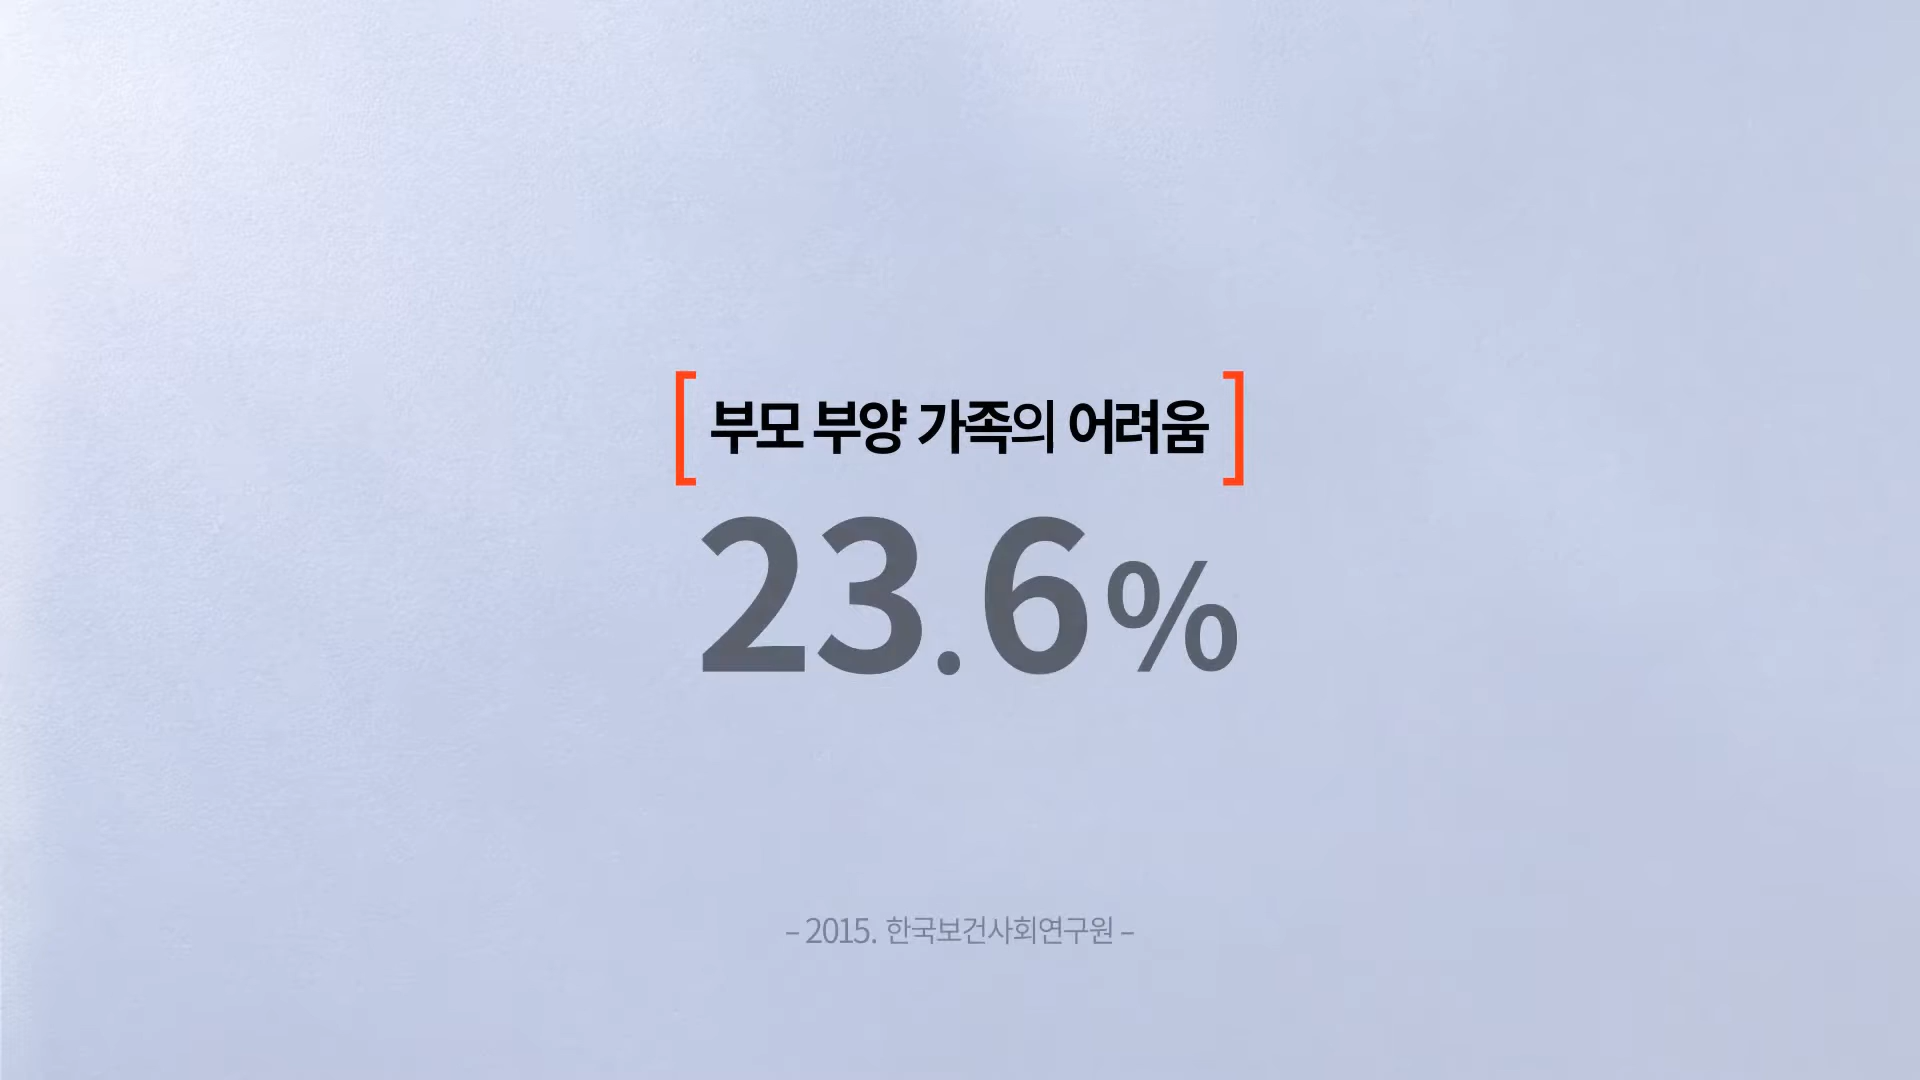 [부모 부양 가족의 어려움]
23.6%
– 2015. 한국보건사회연구원 –